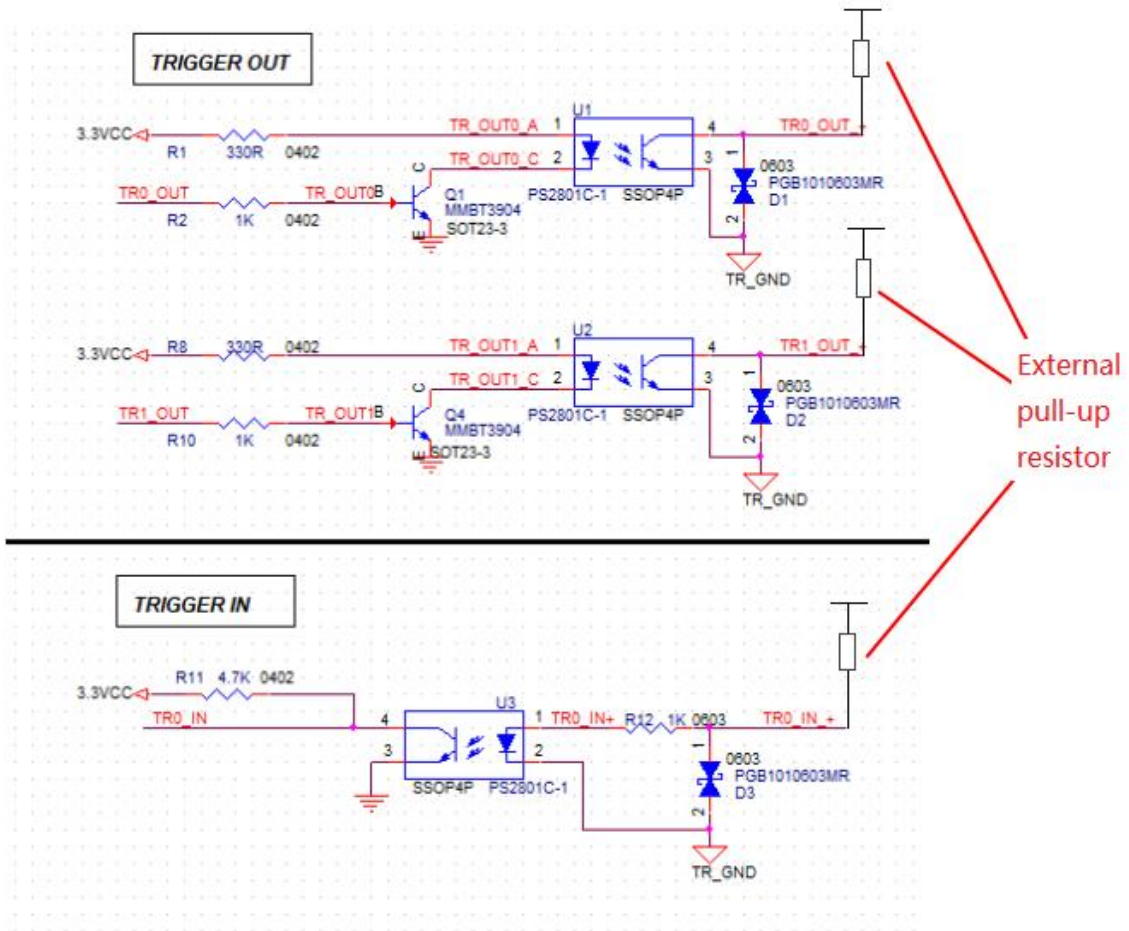 TRIGGER OUT
U1
3.3VCC
TR_OUT0_A 1
4 TR0_OUT_+
R1 330R 0402
TR_OUT0_C 2
3
1
0603
PGB1010603MR
D1
2
C
TR0_OUT
TR_OUT0 B
Q1
MMBT3904
SOT23-3
E
PS2801C-1 SSOP4P
R2 1K 0402
TR_GND
U2
3.3VCC
R8 330R 0402
TR_OUT1_A 1
4 TR1_OUT_+
TR_OUT1_C 2
3
1
0603
PGB1010603MR
D2
2
C
TR1_OUT
TR_OUT1 B
Q4
MMBT3904
SOT23-3
E
PS2801C-1 SSOP4P
R10 1K 0402
TR_GND
External
pull-up
resistor
TRIGGER IN
R11 4.7K 0402
3.3VCC
U3
TR0_IN
4
1 TR0_IN+ R12 1K 0603 TR0_IN_+
3
2
1
0603
PGB1010603MR
D3
2
SSOP4P PS2801C-1
TR_GND